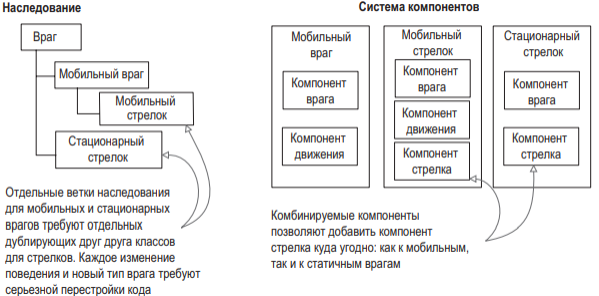 Наследование
Враг
Мобильный враг
Мобильный
стрелок
Стационарный
стрелок
Отдельные ветки наследования
для мобильных и стационарных
врагов требуют отдельных
дублирующих друг друга классов
для стрелков. Каждое изменение
поведения и новый тип врага требуют
серьезной перестройки кода
Система компонентов
Мобильный
враг
Компонент
врага
Компонент
движения
Мобильный
стрелок
Компонент
врага
Компонент
движения
Компонент
стрелка
Стационарный
стрелок
Компонент
врага
Компонент
стрелка
Комбинируемые компоненты
позволяют добавить компонент
стрелка куда угодно: как к мобильным,
так и к статичным врагам